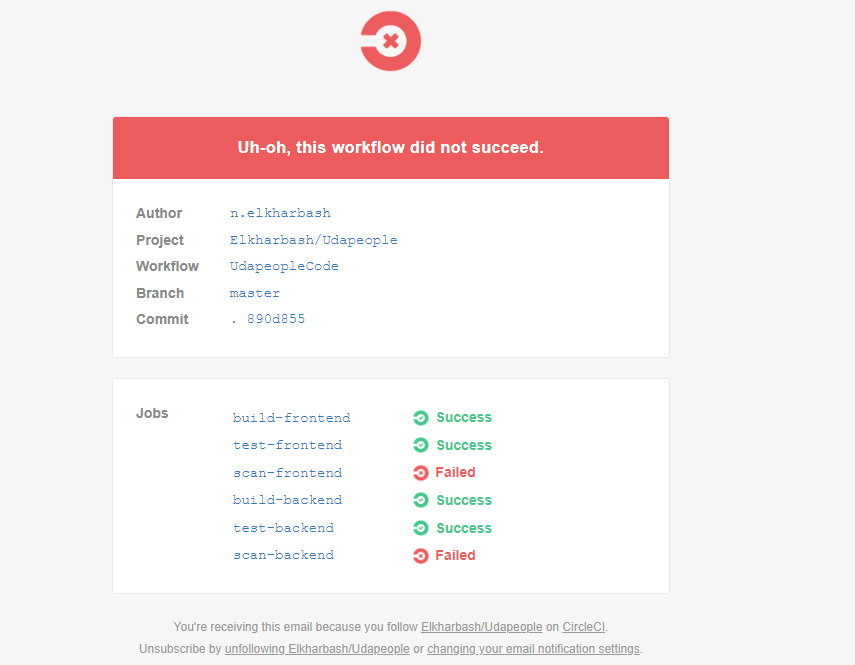 Uh-oh, this workflow did not succeed.
Author n.elkharbash
Project Elkharbash/Udapeople
Workflow UdapeopleCode
Branch master
Commit . 890d855
Jobs build-frontend Success
test-frontend Success
scan-frontend Failed
build-backend Success
test-backend Success
scan-backend Failed
You're receiving this email because you follow Elkharbash/Udapeople on CircleCI.
Unsubscribe by unfollowing Elkharbash/Udapeople or changing your email notification settings.